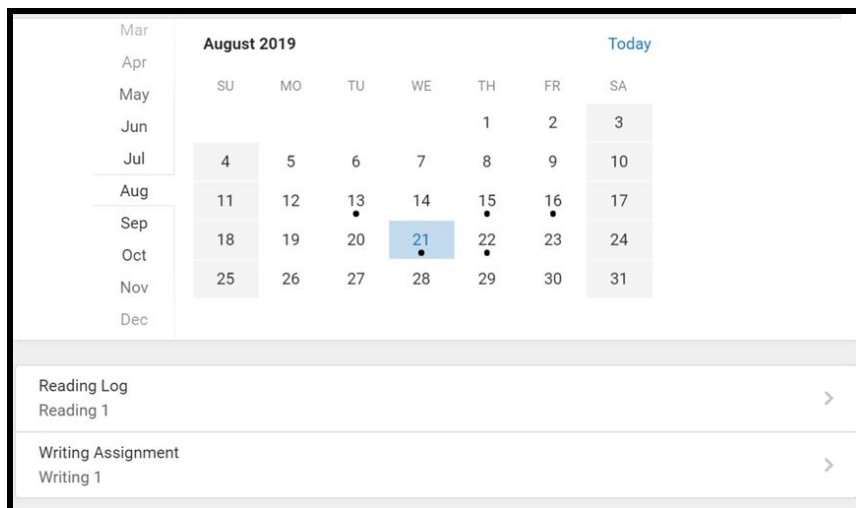 Mar
Apr
May
Jun
Jul
Aug
Sep
Oct
Nov
Dec
August 2019 Today
SU MO TU WE TH FR SA
1 2 3
4 5 6 7 8 9 10
11 12 13 14 15 16 17
18 19 20 21 22 23 24
25 26 27 28 29 30 31
Reading Log
Reading 1
Writing Assignment
Writing 1